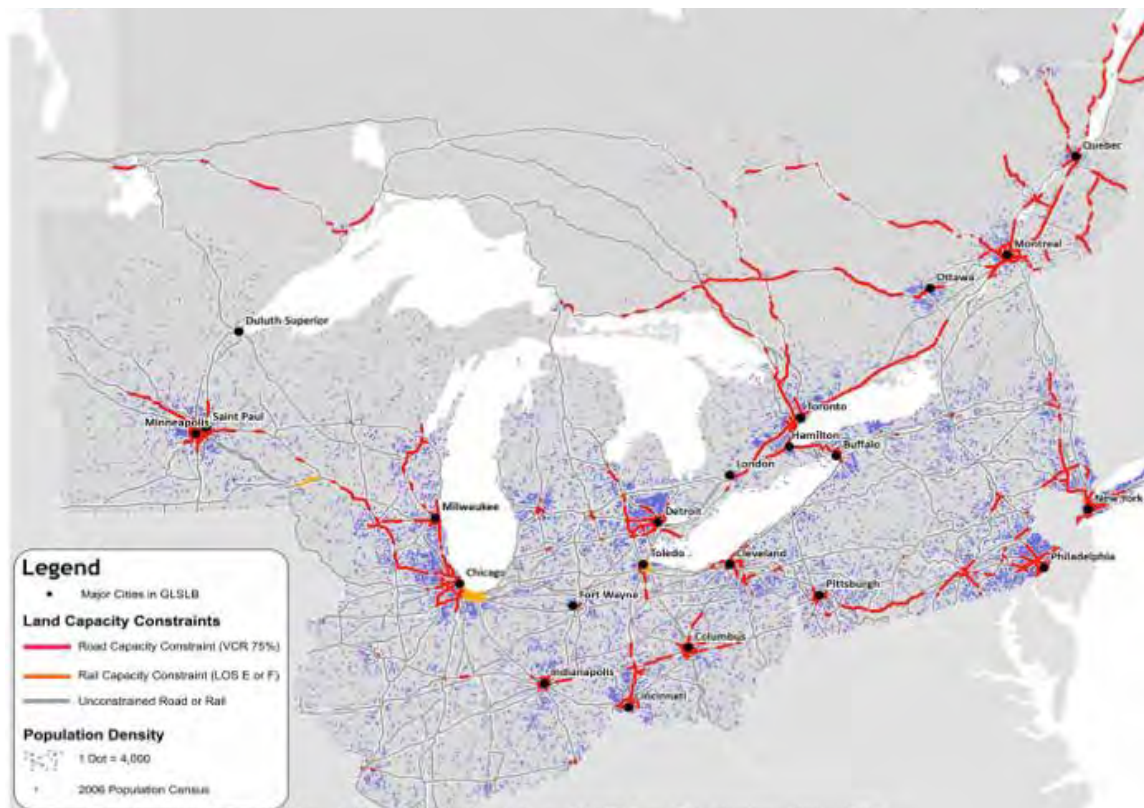 Quebec
Montreal
Ottawa
Duluth-Superior
Saint Paul
Minneapolis
Toronto
Hamilton
Buffalo
London
Milwaukee
Detroit
New York
Toledo
Cleveland
Philadelphia
Chicago
Pittsburgh
Fort Wayne
Columbus
Indianapolis
Cincinnati
Legend
Major Cities in GLSLB
Land Capacity Constraints
Road Capacity Constraint (VCR 75%)
Rail Capacity Constraint (LOS E or F)
Unconstrained Road or Rail
Population Density
1 Dot = 4,000
2006 Population Census